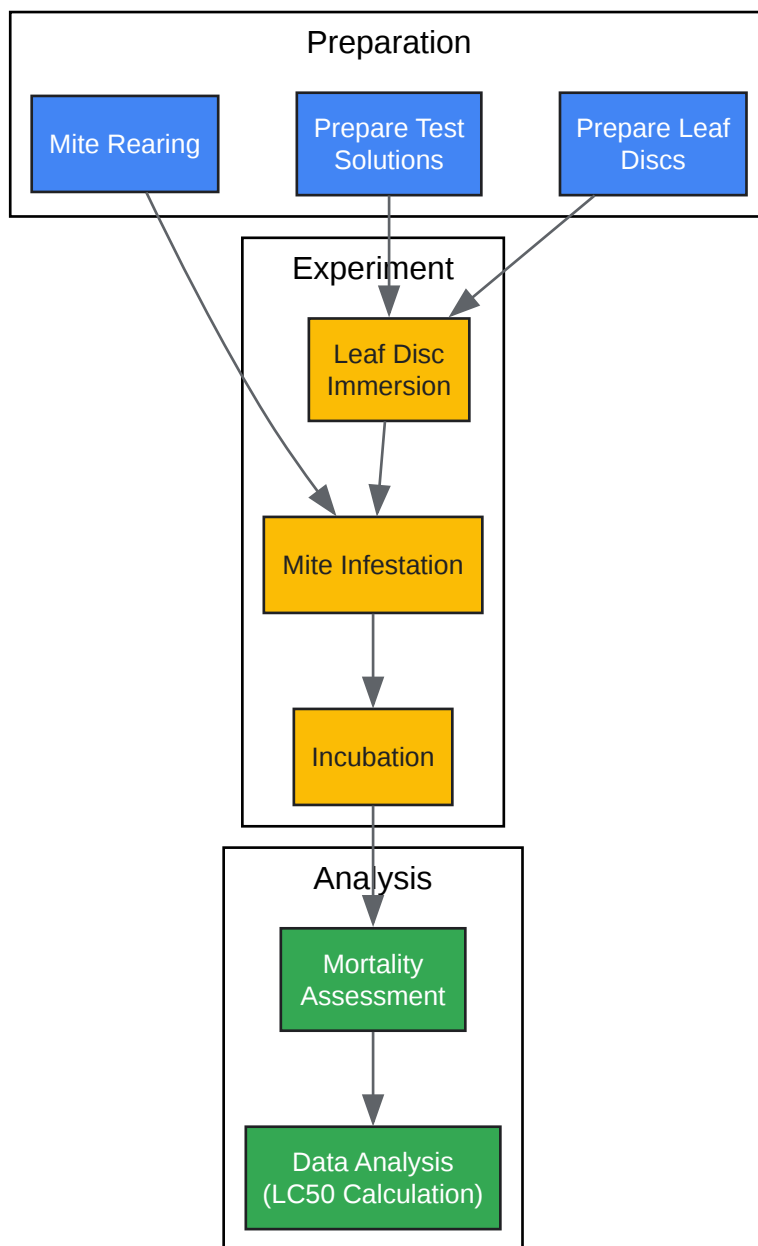 Preparation
Mite Rearing
Prepare Test
Solutions
Prepare Leaf
Discs
Experiment
Leaf Disc
Immersion
Mite Infestation
Incubation
Analysis
Mortality
Assessment
Data Analysis
(LC50 Calculation)